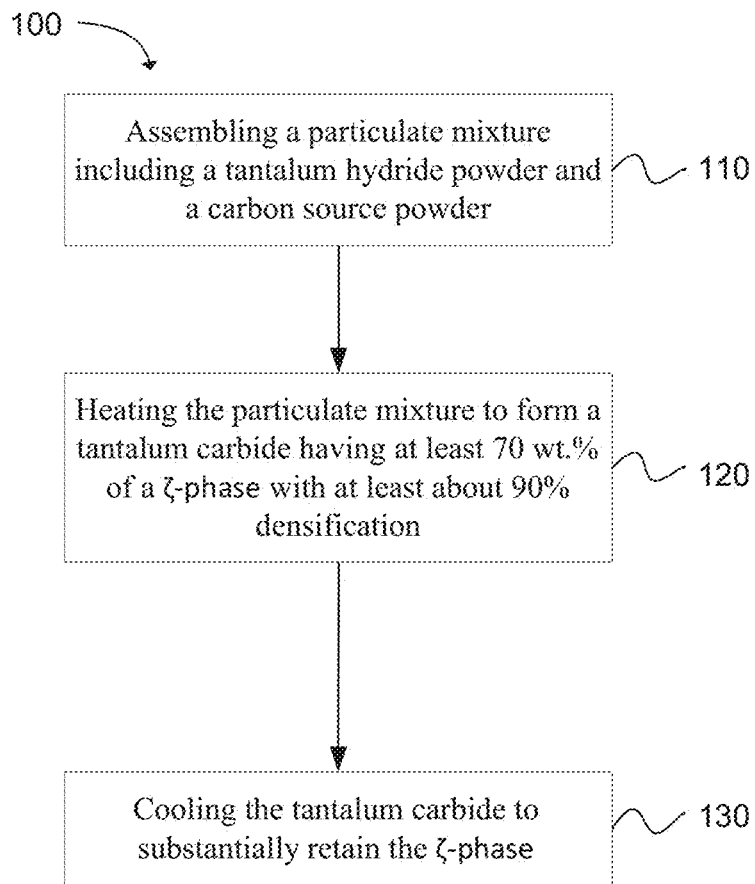 100
Assembling a particulate mixture
including a tantalum hydride powder and
a carbon source powder
110
Heating the particulate mixture to form a
tantalum carbide having at least 70 wt.%
of a ζ-phase with at least about 90%
densification
120
Cooling the tantalum carbide to
substantially retain the ζ-phase
130